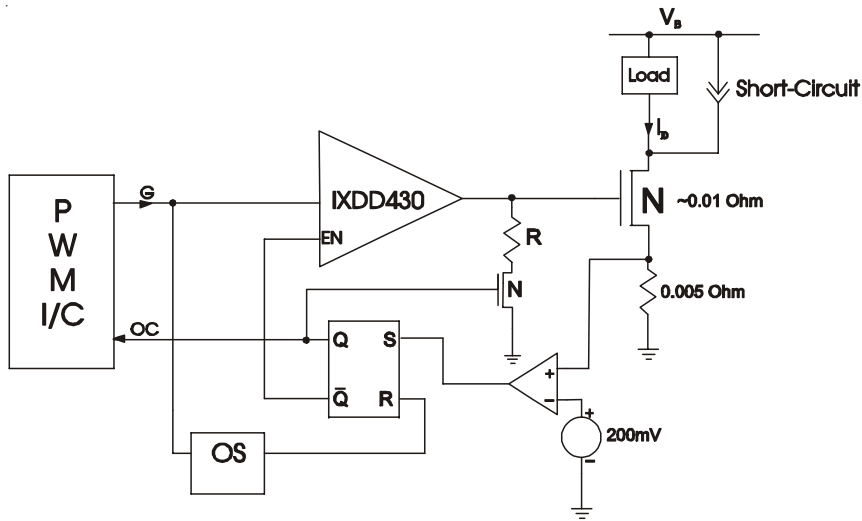 V_B
Load
Short-Circuit
I_D
G
IXDD430
EN
P
W
M
I/C
N
~0.01 Ohm
R
N
0.005 Ohm
OC
Q
S
Q̅
R
+
−
+
200mV
−
OS